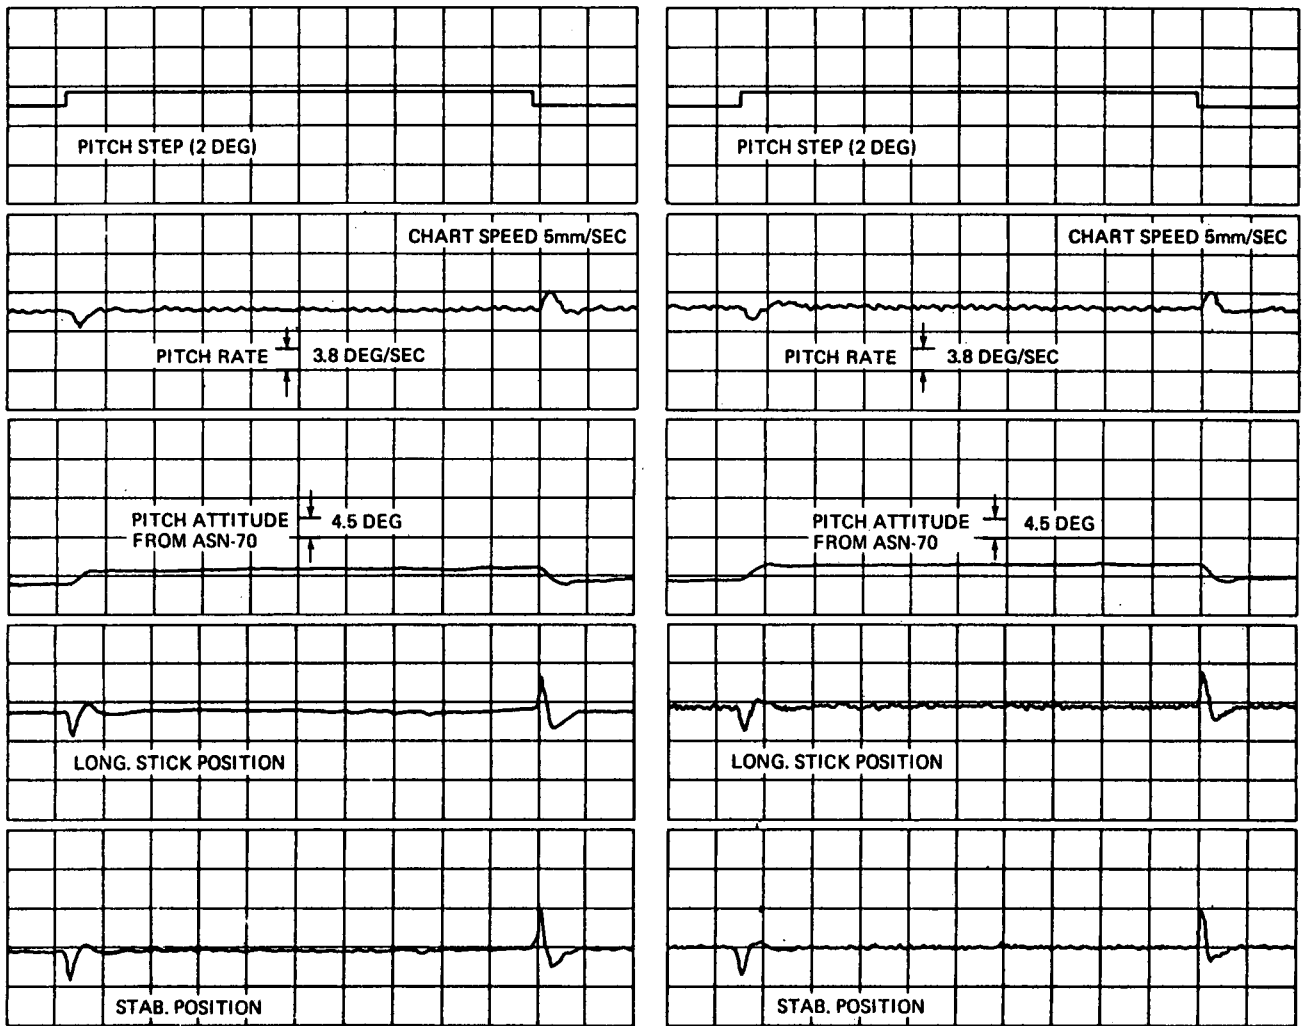 PITCH STEP (2 DEG)
CHART SPEED 5mm/SEC
PITCH RATE 3.8 DEG/SEC
PITCH ATTITUDE 4.5 DEG
FROM ASN-70
LONG. STICK POSITION
STAB. POSITION
PITCH STEP (2 DEG)
CHART SPEED 5mm/SEC
PITCH RATE 3.8 DEG/SEC
PITCH ATTITUDE 4.5 DEG
FROM ASN-70
LONG. STICK POSITION
STAB. POSITION